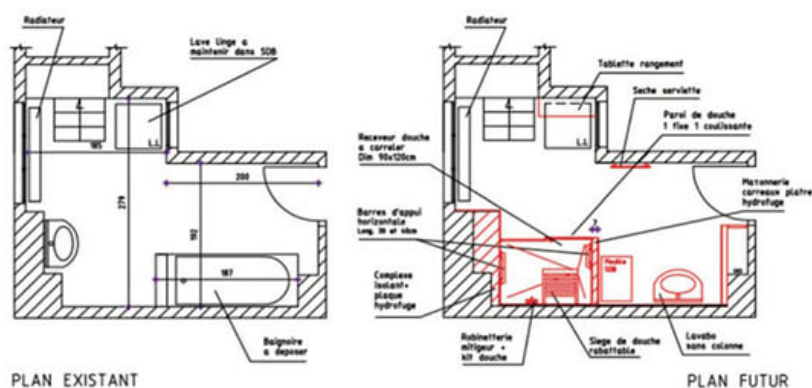 Radiateur
Lave linge a
maintenir dans SDB
L.L
185
279
200
192
187
Baignoire
a deposer
PLAN EXISTANT
Radiateur
Tablette rangement
Seche serviette
Paroi de douche
1 fixe 1 coulissante
L.L
Receveur douche
a carreler
Dim 90x120cm
Maconnerie
carreaux platre
hydrofuge
7
Barres d'appui
horizontale
Long. 30 et 40cm
Complexe
isolant+
plaque
hydrofuge
Meuble
SDB
Robinetterie
mitigeur +
kit douche
Siege de douche
rabattable
Lavabo
sans colonne
PLAN FUTUR